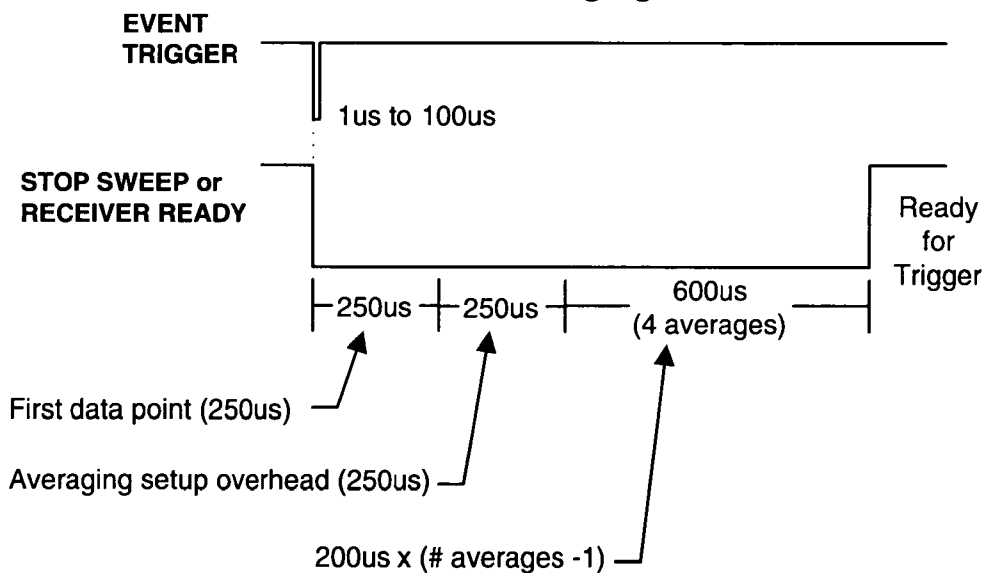 EVENT
TRIGGER
1us to 100us
STOP SWEEP or
RECEIVER READY
Ready
for
Trigger
250us
250us
600us
(4 averages)
First data point (250us)
Averaging setup overhead (250us)
200us x (# averages -1)